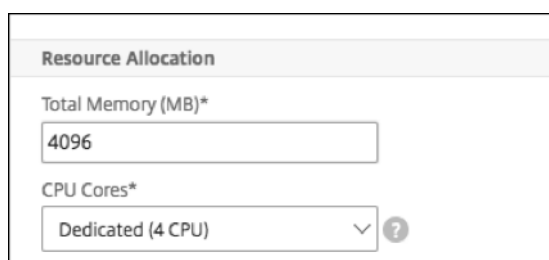 Resource Allocation
Total Memory (MB)*
4096
CPU Cores*
Dedicated (4 CPU)
?